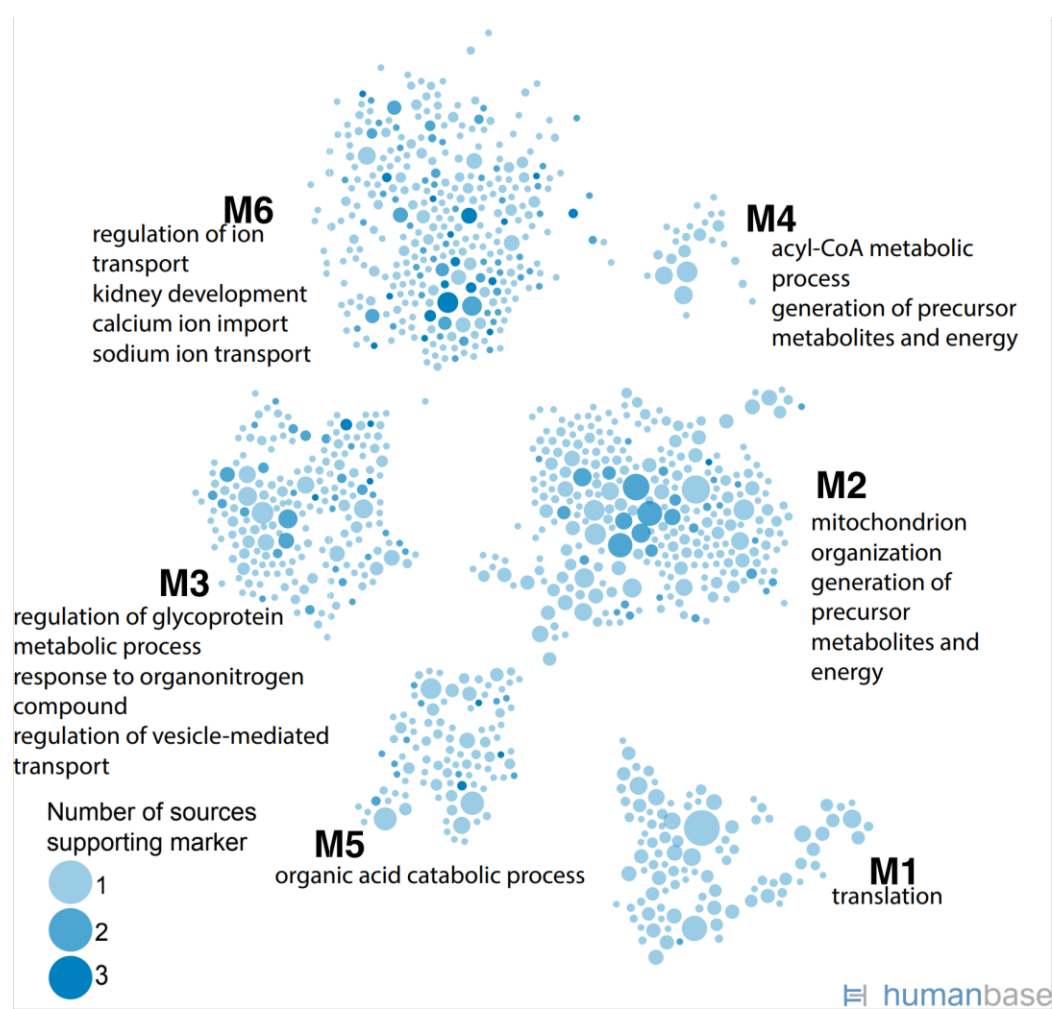 M6
regulation of ion
transport
kidney development
calcium ion import
sodium ion transport
M4
acyl-CoA metabolic
process
generation of precursor
metabolites and energy
M2
mitochondrion
organization
generation of
precursor
metabolites and
energy
M3
regulation of glycoprotein
metabolic process
response to organonitrogen
compound
regulation of vesicle-mediated
transport
M5
organic acid catabolic process
M1
translation
Number of sources
supporting marker
1
2
3
humanbase